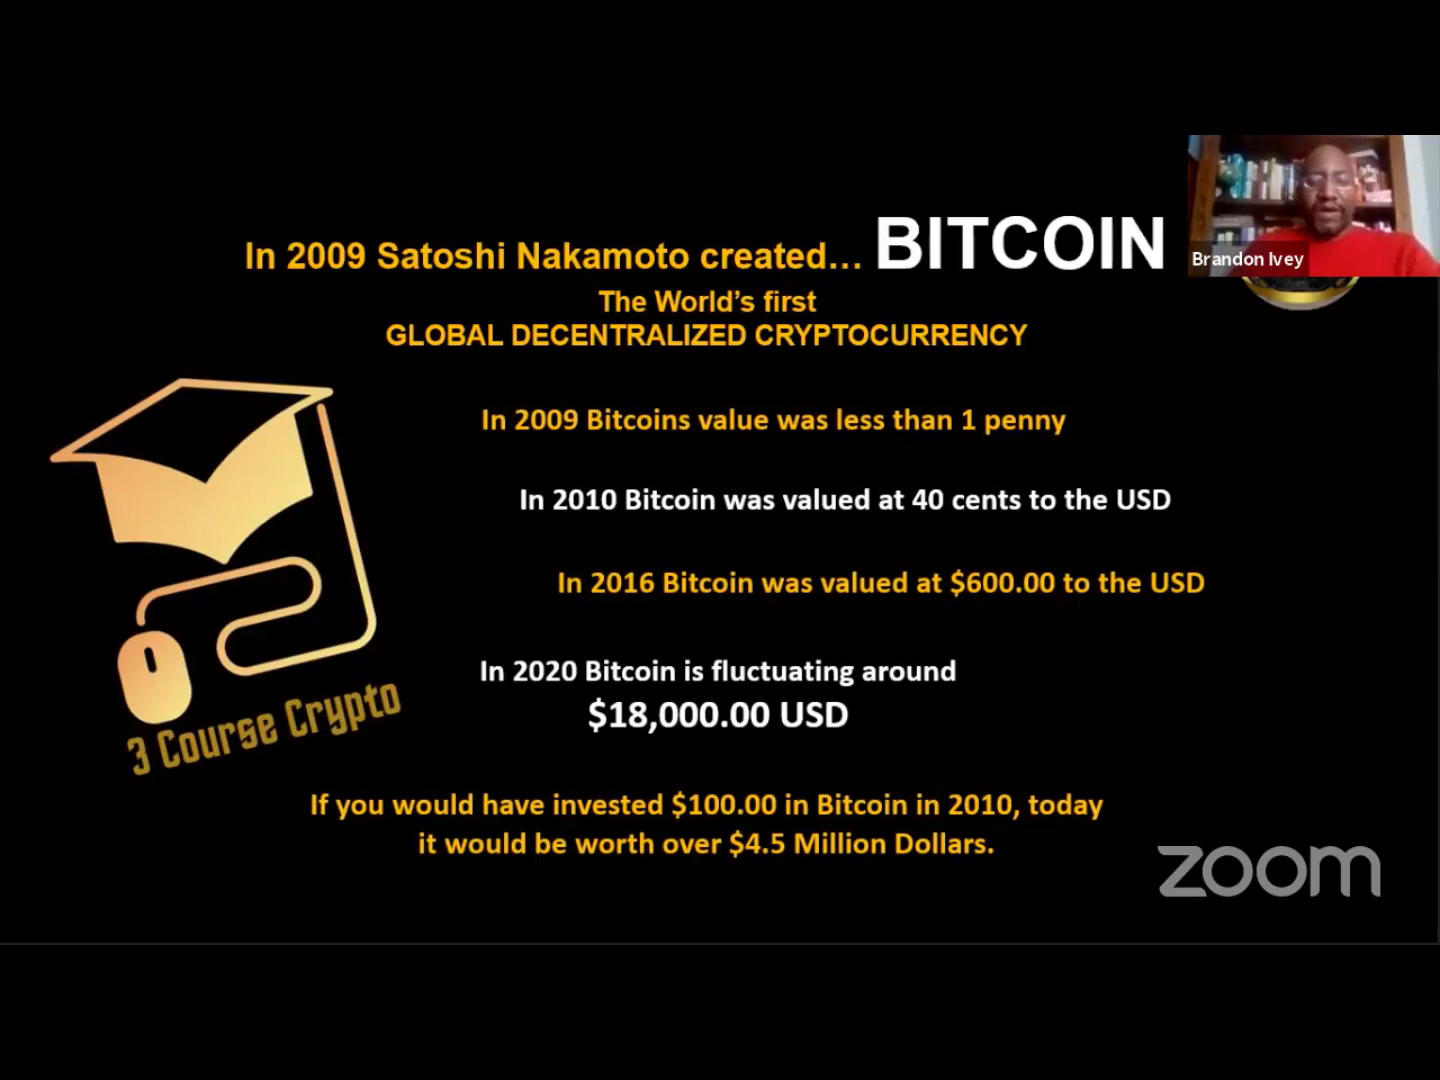 In 2009 Satoshi Nakamoto created... BITCOIN
The World's first
GLOBAL DECENTRALIZED CRYPTOCURRENCY
Brandon Ivey
In 2009 Bitcoins value was less than 1 penny
In 2010 Bitcoin was valued at 40 cents to the USD
In 2016 Bitcoin was valued at $600.00 to the USD
In 2020 Bitcoin is fluctuating around
$18,000.00 USD
3 Course Crypto
If you would have invested $100.00 in Bitcoin in 2010, today
it would be worth over $4.5 Million Dollars.
zoom